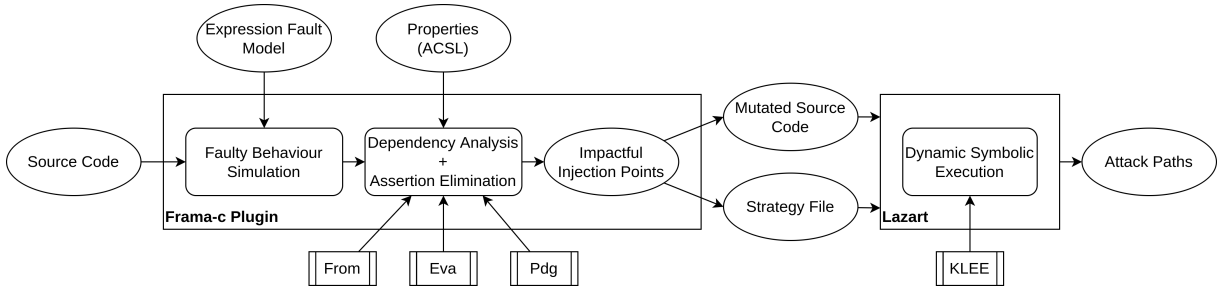 Expression Fault
Model
Properties
(ACSL)
Source Code
Faulty Behaviour
Simulation
Dependency Analysis
+
Assertion Elimination
Impactful
Injection Points
Frama-c Plugin
From
Eva
Pdg
Mutated Source
Code
Strategy File
Dynamic Symbolic
Execution
Lazart
KLEE
Attack Paths